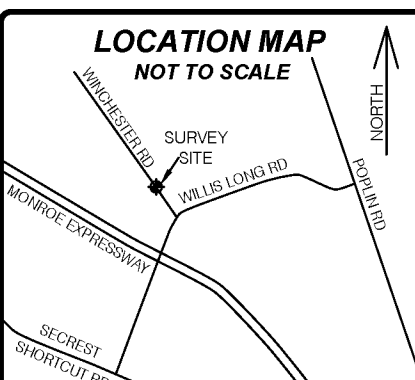 LOCATION MAP
NOT TO SCALE
NORTH
WINCHESTER RD
SURVEY
SITE
WILLIS LONG RD
POPLIN RD
MONROE EXPRESSWAY
SECREST
SHORTCUT RD